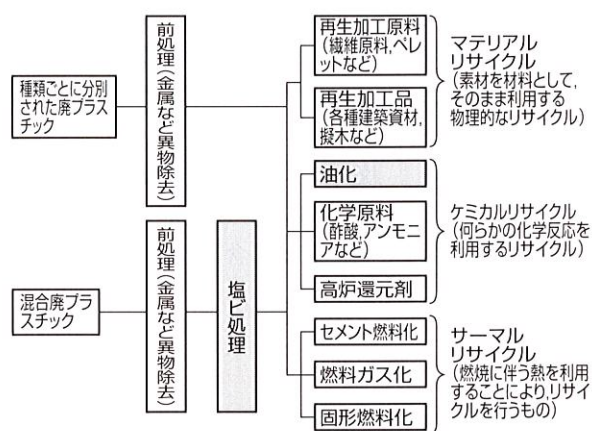 種類ごとに分別
された廃プラス
チック
前処理（金属など異物除去）
混合廃プラ
スチック
前処理（金属など異物除去）
塩ビ処理
再生加工原料
（繊維原料,ペレ
ットなど）
再生加工品
（各種建築資材,
擬木など）
油化
化学原料
（酢酸,アンモニ
アなど）
高炉還元剤
セメント燃料化
燃料ガス化
固形燃料化
マテリアル
リサイクル
（素材を材料として,
そのまま利用する
物理的なリサイクル）
ケミカルリサイクル
（何らかの化学反応を
利用するリサイクル）
サーマル
リサイクル
（燃焼に伴う熱を利用
することにより,リサイ
クルを行うもの）